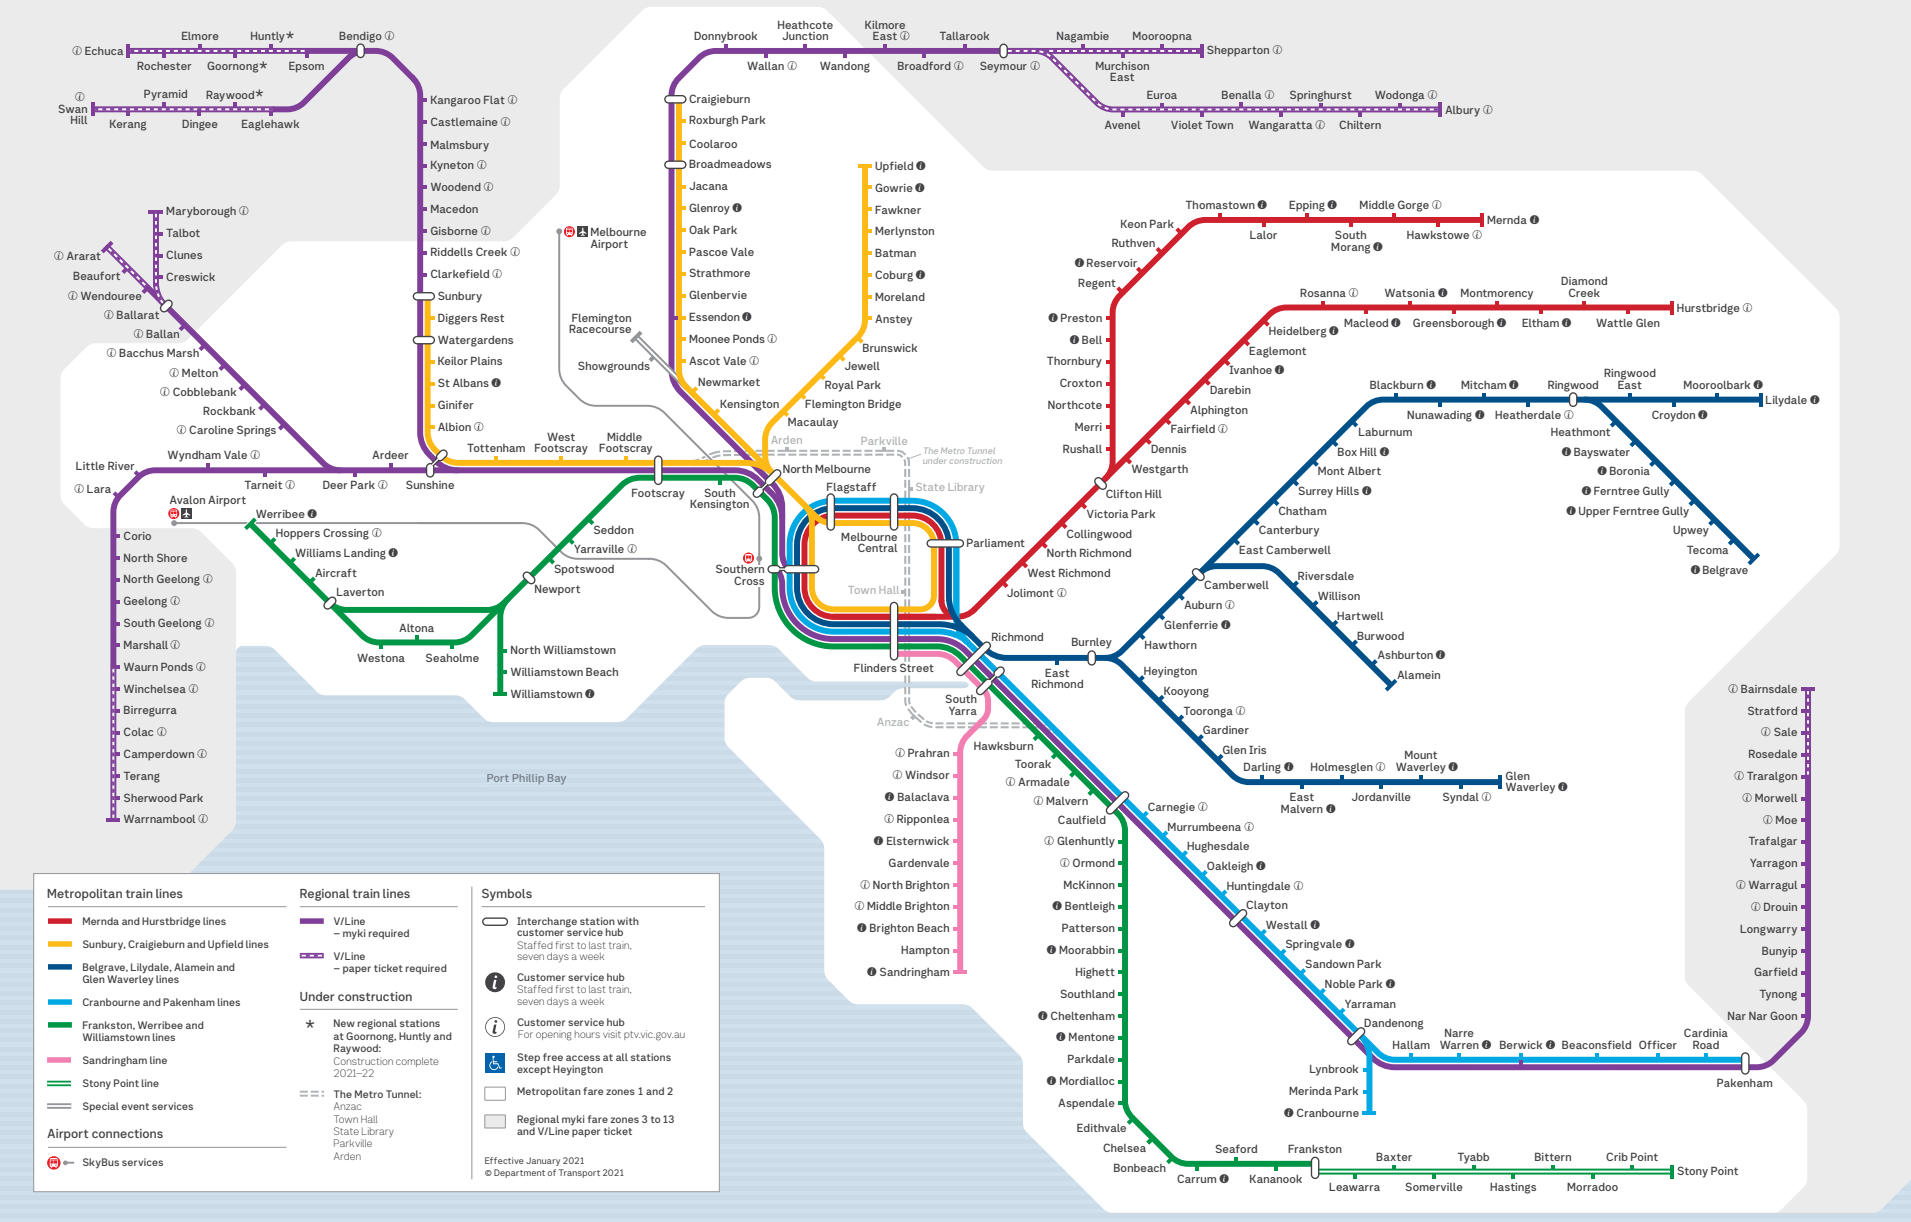 Echuca
Elmore
Rochester
Huntly*
Goornong*
Epsom
Bendigo
Swan
Hill
Kerang
Pyramid
Dingee
Raywood*
Eaglehawk
Kangaroo Flat
Castlemaine
Malmsbury
Kyneton
Woodend
Macedon
Gisborne
Riddells Creek
Clarkefield
Sunbury
Diggers Rest
Watergardens
Keilor Plains
St Albans
Ginifer
Albion
Maryborough
Talbot
Clunes
Creswick
Ararat
Beaufort
Wendouree
Ballarat
Ballan
Bacchus Marsh
Melton
Cobblebank
Rockbank
Caroline Springs
Little River
Wyndham Vale
Tarneit
Deer Park
Ardeer
Sunshine
Lara
Corio
North Shore
North Geelong
Geelong
South Geelong
Marshall
Waurn Ponds
Winchelsea
Birregurra
Colac
Camperdown
Terang
Sherwood Park
Warrnambool
Avalon Airport
Werribee
Hoppers Crossing
Williams Landing
Aircraft
Laverton
Westona
Altona
Seaholme
North Williamstown
Williamstown Beach
Williamstown
Newport
Spotswood
Yarraville
Seddon
Tottenham
West
Footscray
Middle
Footscray
Footscray
South
Kensington
Donnybrook
Wallan
Heathcote
Junction
Wandong
Kilmore
East
Broadford
Tallarook
Seymour
Nagambie
Murchison
East
Mooroopna
Shepparton
Avenel
Euroa
Violet Town
Benalla
Wangaratta
Springhurst
Chiltern
Wodonga
Albury
Craigieburn
Roxburgh Park
Coolaroo
Broadmeadows
Jacana
Glenroy
Oak Park
Pascoe Vale
Strathmore
Glenbervie
Essendon
Moonee Ponds
Ascot Vale
Newmarket
Kensington
Melbourne
Airport
Flemington
Racecourse
Showgrounds
Upfield
Gowrie
Fawkner
Merlynston
Batman
Coburg
Moreland
Anstey
Brunswick
Jewell
Royal Park
Flemington Bridge
Macaulay
Arden
Parkville
The Metro Tunnel
under construction
State Library
Town Hall
Anzac
North Melbourne
Flagstaff
Melbourne
Central
Parliament
Southern
Cross
Flinders Street
Richmond
South
Yarra
Mernda
Hawkstowe
Middle Gorge
South
Morang
Epping
Lalor
Thomastown
Keon Park
Ruthven
Reservoir
Regent
Preston
Bell
Thornbury
Croxton
Northcote
Merri
Rushall
Hurstbridge
Wattle Glen
Diamond
Creek
Eltham
Montmorency
Greensborough
Watsonia
Macleod
Rosanna
Heidelberg
Eaglemont
Ivanhoe
Darebin
Alphington
Fairfield
Dennis
Westgarth
Clifton Hill
Victoria Park
Collingwood
North Richmond
West Richmond
Jolimont
Lilydale
Mooroolbark
Croydon
Ringwood
East
Ringwood
Heatherdale
Mitcham
Nunawading
Blackburn
Laburnum
Box Hill
Mont Albert
Surrey Hills
Chatham
Canterbury
East Camberwell
Camberwell
Auburn
Glenferrie
Hawthorn
Burnley
East
Richmond
Heathmont
Bayswater
Boronia
Ferntree Gully
Upper Ferntree Gully
Upwey
Tecoma
Belgrave
Riversdale
Willison
Hartwell
Burwood
Ashburton
Alamein
Heyington
Kooyong
Tooronga
Gardiner
Glen Iris
Darling
East
Malvern
Holmesglen
Jordanville
Mount
Waverley
Syndal
Glen
Waverley
Prahran
Windsor
Balaclava
Ripponlea
Elsternwick
Gardenvale
North Brighton
Middle Brighton
Brighton Beach
Hampton
Sandringham
Hawksburn
Toorak
Armadale
Malvern
Caulfield
Glenhuntly
Ormond
McKinnon
Bentleigh
Patterson
Moorabbin
Highett
Southland
Cheltenham
Mentone
Parkdale
Mordialloc
Aspendale
Edithvale
Chelsea
Bonbeach
Carrum
Seaford
Kananook
Frankston
Leawarra
Baxter
Somerville
Tyabb
Hastings
Bittern
Morradoo
Crib Point
Stony Point
Carnegie
Murrumbeena
Hughesdale
Oakleigh
Huntingdale
Clayton
Westall
Springvale
Sandown Park
Noble Park
Yarraman
Dandenong
Lynbrook
Merinda Park
Cranbourne
Hallam
Narre
Warren
Berwick
Beaconsfield
Officer
Cardinia
Road
Pakenham
Bairnsdale
Stratford
Sale
Rosedale
Traralgon
Morwell
Moe
Trafalgar
Yarragon
Warragul
Drouin
Longwarry
Bunyip
Garfield
Tynong
Nar Nar Goon
Port Phillip Bay
Metropolitan train lines
Mernda and Hurstbridge lines
Sunbury, Craigieburn and Upfield lines
Belgrave, Lilydale, Alamein and
Glen Waverley lines
Cranbourne and Pakenham lines
Frankston, Werribee and
Williamstown lines
Sandringham line
Stony Point line
Special event services
Airport connections
SkyBus services
Regional train lines
V/Line
– myki required
V/Line
– paper ticket required
Under construction
* New regional stations
at Goornong, Huntly and
Raywood:
Construction complete
2021–22
The Metro Tunnel:
Anzac
Town Hall
State Library
Parkville
Arden
Symbols
Interchange station with
customer service hub
Staffed first to last train,
seven days a week
Customer service hub
Staffed first to last train,
seven days a week
Customer service hub
For opening hours visit ptv.vic.gov.au
Step free access at all stations
except Heyington
Metropolitan fare zones 1 and 2
Regional myki fare zones 3 to 13
and V/Line paper ticket
Effective January 2021
© Department of Transport 2021